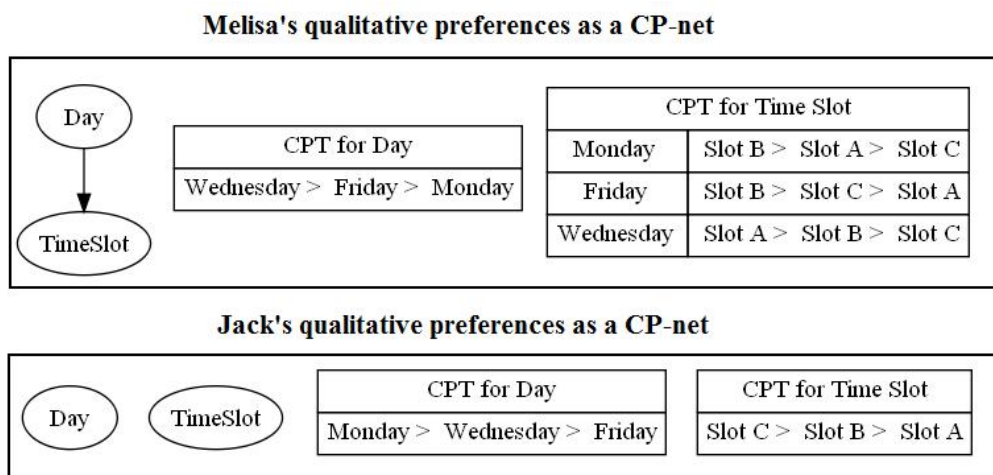 Melisa's qualitative preferences as a CP-net
Day
TimeSlot
CPT for Day
Wednesday > Friday > Monday
CPT for Time Slot
Monday Slot B > Slot A > Slot C
Friday Slot B > Slot C > Slot A
Wednesday Slot A > Slot B > Slot C
Jack's qualitative preferences as a CP-net
Day
TimeSlot
CPT for Day
Monday > Wednesday > Friday
CPT for Time Slot
Slot C > Slot B > Slot A